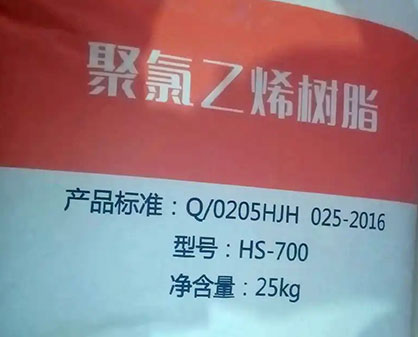 聚氯乙烯树脂
产品标准：Q/0205HJH 025-2016
型号：HS-700
净含量：25kg